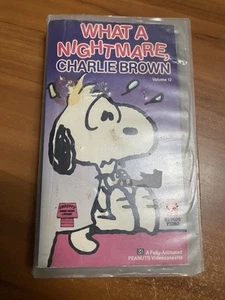 WHAT A
NIGHTMARE,
CHARLIE BROWN
Volume 12
A Fully Animated
PEANUTS Videocassette